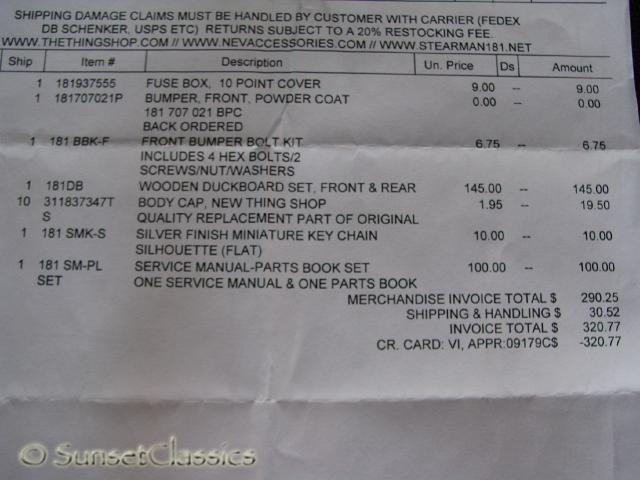 SHIPPING DAMAGE CLAIMS MUST BE HANDLED BY CUSTOMER WITH CARRIER (FEDEX
DB SCHENKER, USPS ETC) RETURNS SUBJECT TO A 20% RESTOCKING FEE.
WWW.THETHINGSHOP.COM // WWW.NEVACCESSORIES.COM // WWW.STEARMAN181.NET
Ship Item # Description Un. Price Ds Amount
1 181937555 FUSE BOX, 10 POINT COVER 9.00 -- 9.00
1 181707021P BUMPER, FRONT, POWDER COAT 0.00 -- 0.00
181 707 021 BPC
BACK ORDERED
1 181 BBK-F FRONT BUMPER BOLT KIT 6.75 -- 6.75
INCLUDES 4 HEX BOLTS/2
SCREWS/NUT/WASHERS
1 181DB WOODEN DUCKBOARD SET, FRONT & REAR 145.00 -- 145.00
10 311837347T BODY CAP, NEW THING SHOP 1.95 -- 19.50
S QUALITY REPLACEMENT PART OF ORIGINAL
1 181 SMK-S SILVER FINISH MINIATURE KEY CHAIN 10.00 -- 10.00
SILHOUETTE (FLAT)
1 181 SM-PL SERVICE MANUAL-PARTS BOOK SET 100.00 -- 100.00
SET ONE SERVICE MANUAL & ONE PARTS BOOK
MERCHANDISE INVOICE TOTAL $ 290.25
SHIPPING & HANDLING $ 30.52
INVOICE TOTAL $ 320.77
CR. CARD: VI, APPR:09179C$ -320.77
© SunsetClassics